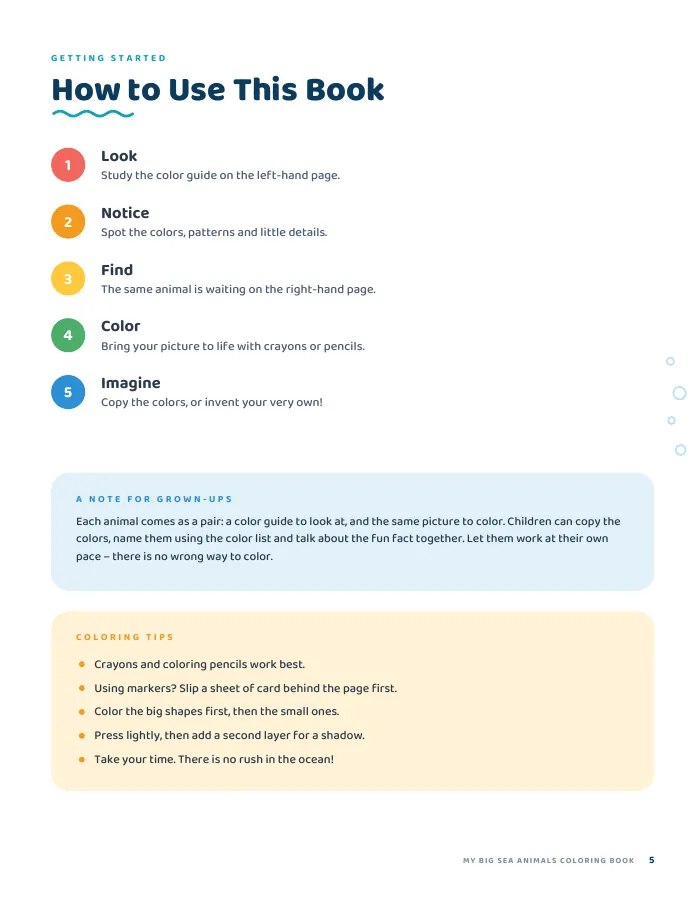 GETTING STARTED
How to Use This Book
1
Look
Study the color guide on the left-hand page.
2
Notice
Spot the colors, patterns and little details.
3
Find
The same animal is waiting on the right-hand page.
4
Color
Bring your picture to life with crayons or pencils.
5
Imagine
Copy the colors, or invent your very own!
A NOTE FOR GROWN-UPS
Each animal comes as a pair: a color guide to look at, and the same picture to color. Children can copy the
colors, name them using the color list and talk about the fun fact together. Let them work at their own
pace – there is no wrong way to color.
COLORING TIPS
Crayons and coloring pencils work best.
Using markers? Slip a sheet of card behind the page first.
Color the big shapes first, then the small ones.
Press lightly, then add a second layer for a shadow.
Take your time. There is no rush in the ocean!
MY BIG SEA ANIMALS COLORING BOOK 5